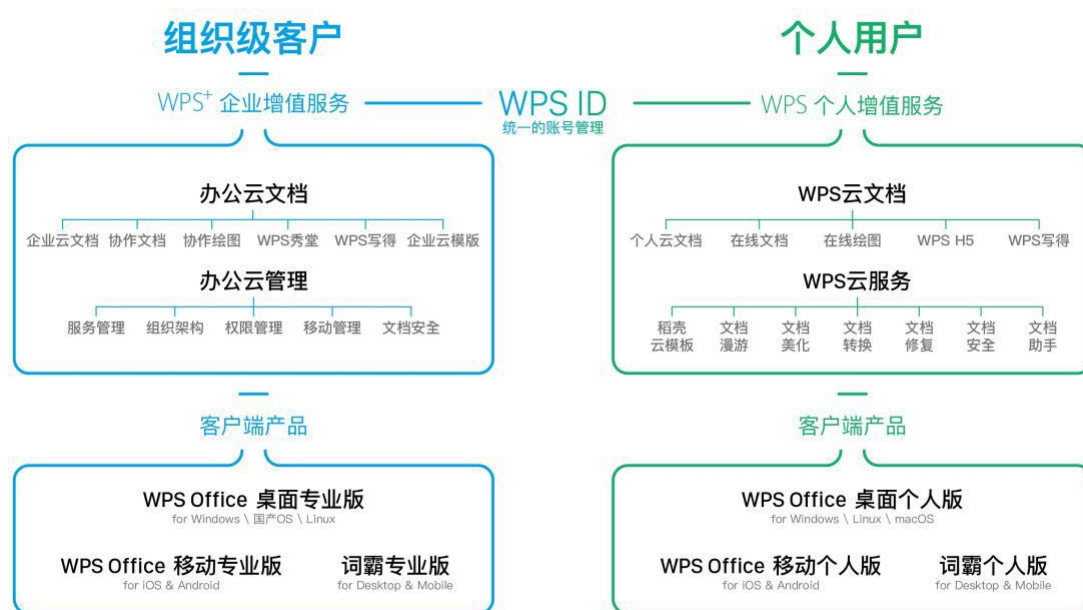 组织级客户
个人用户
WPS+ 企业增值服务
WPS ID
统一的账号管理
WPS 个人增值服务
办公云文档
企业云文档 协作文档 协作绘图 WPS秀堂 WPS写得 企业云模版
办公云管理
服务管理 组织架构 权限管理 移动管理 文档安全
WPS云文档
个人云文档 在线文档 在线绘图 WPS H5 WPS写得
WPS云服务
稻壳 文档 文档 文档 文档 文档 文档
云模板 漫游 美化 转换 修复 安全 助手
客户端产品
WPS Office 桌面专业版
for Windows \ 国产OS \ Linux
WPS Office 移动专业版 词霸专业版
for iOS & Android for Desktop & Mobile
客户端产品
WPS Office 桌面个人版
for Windows \ Linux \ macOS
WPS Office 移动个人版 词霸个人版
for iOS & Android for Desktop & Mobile